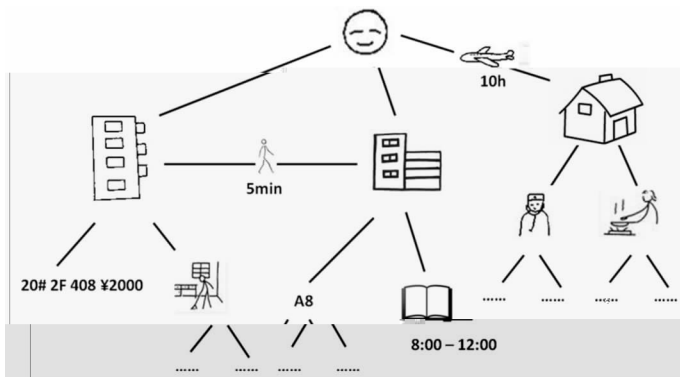 10h
5min
20# 2F 408 ¥2000
A8
8:00 – 12:00
……
……
……
……
……
……
……
……